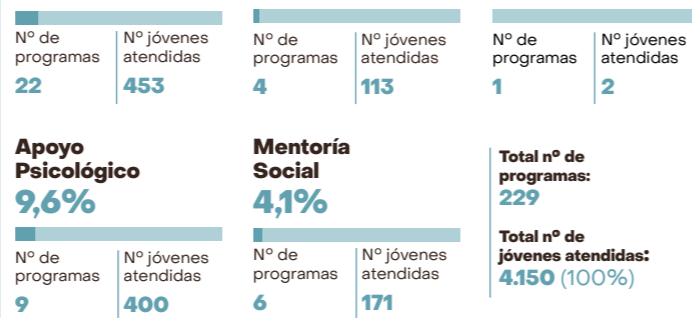 Nº de
programas
22
Nº jóvenes
atendidas
453
Nº de
programas
4
Nº jóvenes
atendidas
113
Nº de
programas
1
Nº jóvenes
atendidas
2
Apoyo
Psicológico
9,6%
Nº de
programas
9
Nº jóvenes
atendidas
400
Mentoría
Social
4,1%
Nº de
programas
6
Nº jóvenes
atendidas
171
Total nº de
programas:
229
Total nº de
jóvenes atendidas:
4.150 (100%)